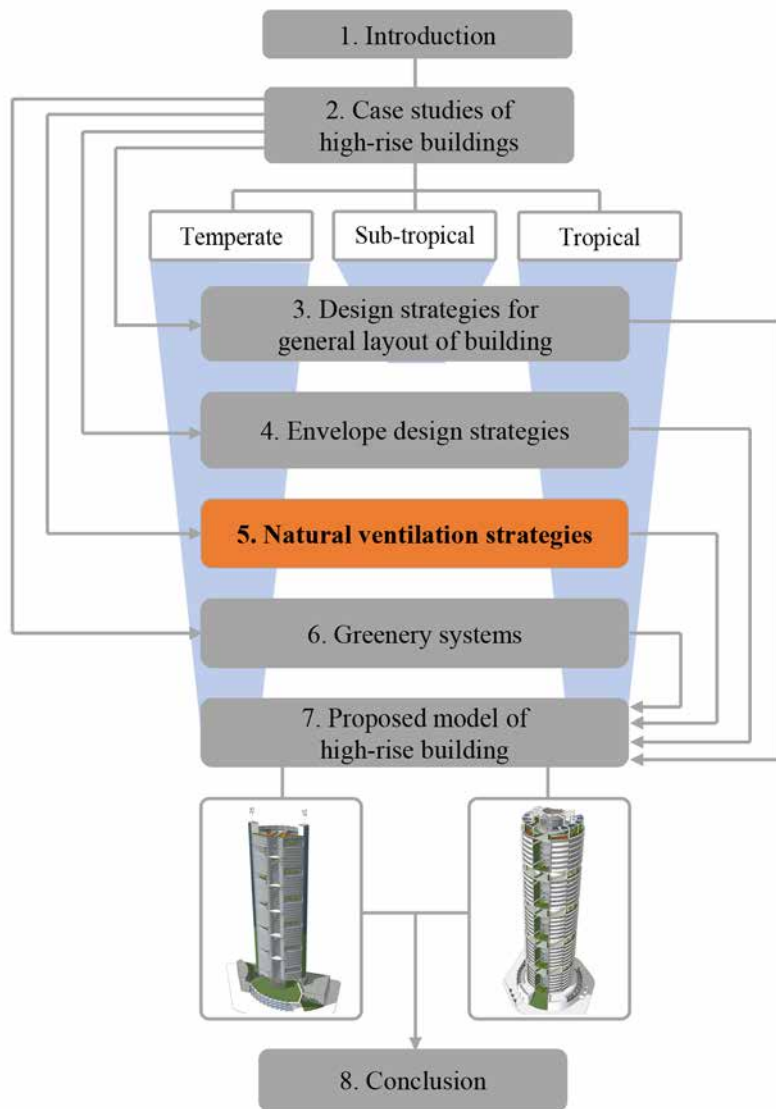 1. Introduction
2. Case studies of
high-rise buildings
Temperate
Sub-tropical
Tropical
3. Design strategies for
general layout of building
4. Envelope design strategies
5. Natural ventilation strategies
6. Greenery systems
7. Proposed model of
high-rise building
8. Conclusion